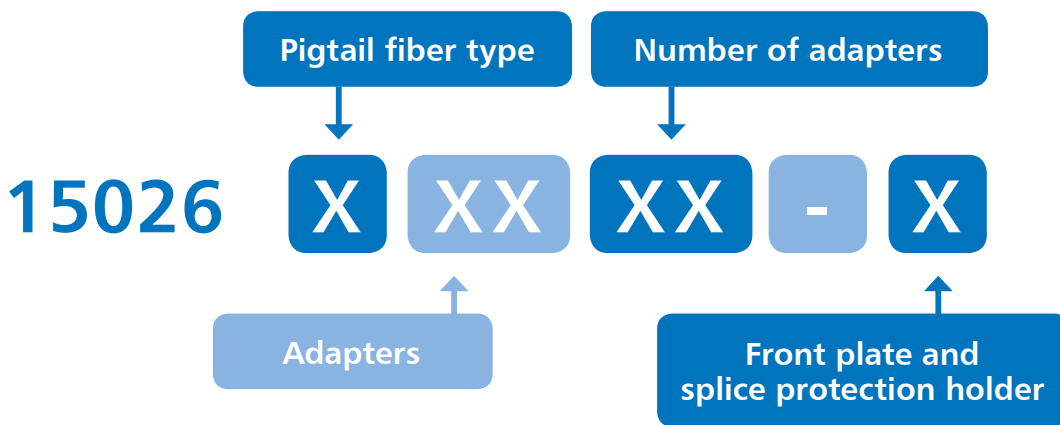 Pigtail fiber type
Number of adapters
15026 X XX XX - X
Adapters
Front plate and
splice protection holder